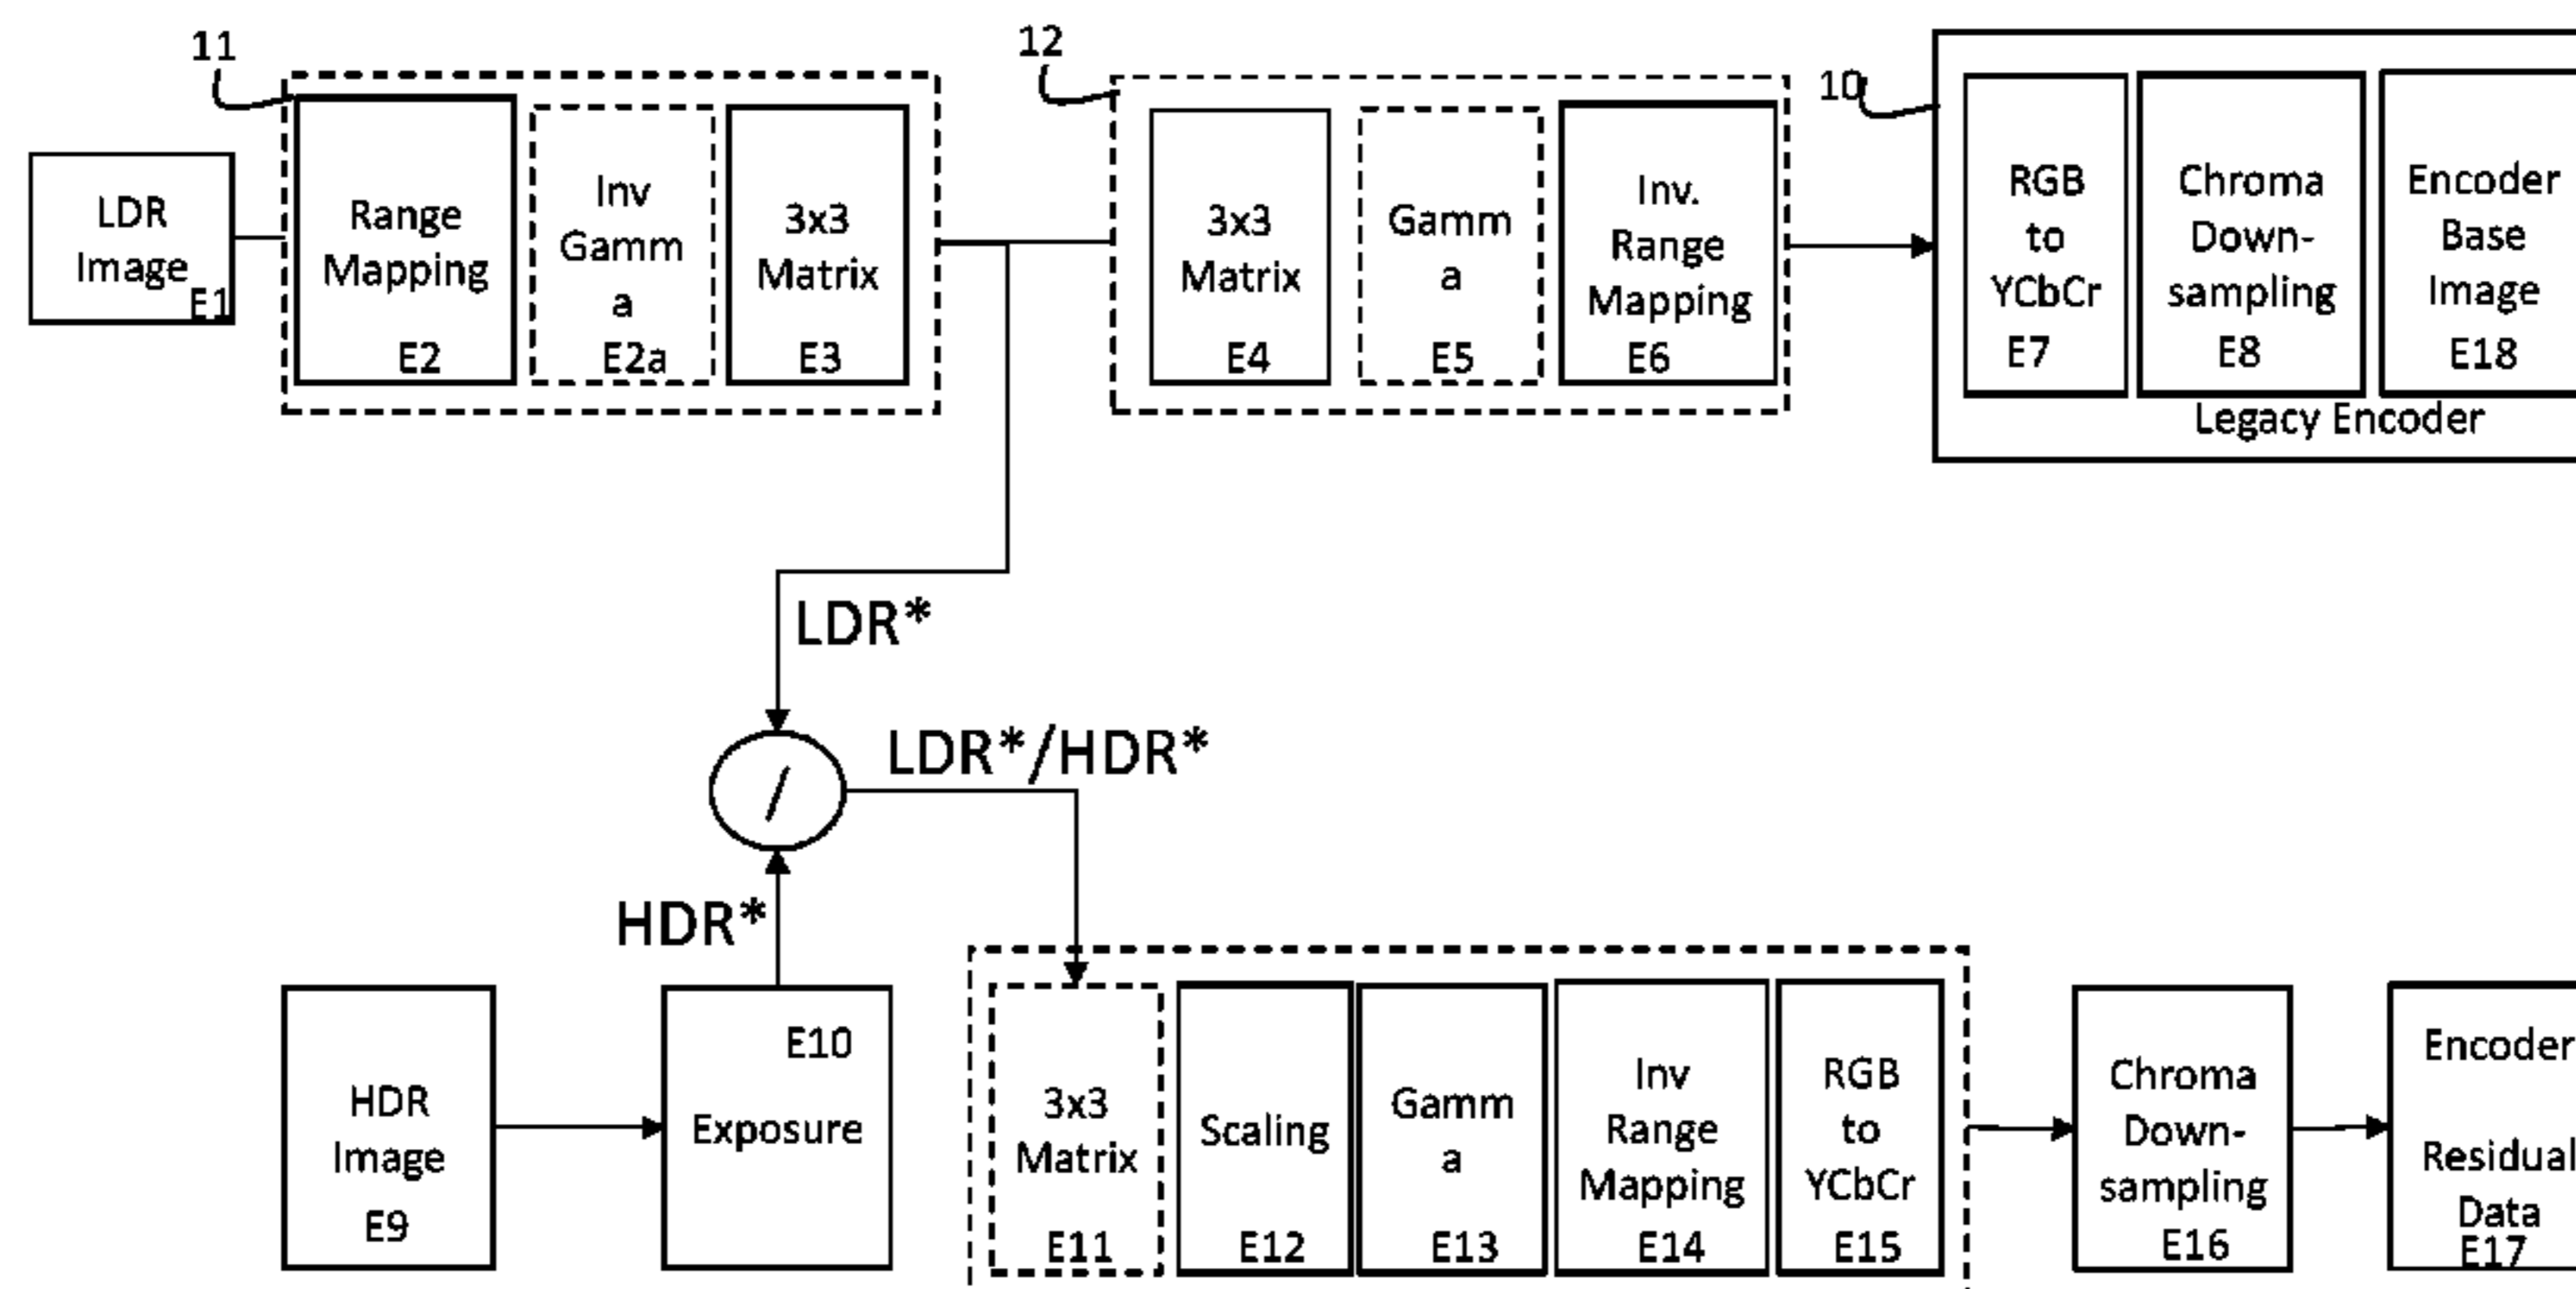 11
12
10
LDR
Image
E1
Range
Mapping
E2
Inv
Gamm
a
E2a
3x3
Matrix
E3
3x3
Matrix
E4
Gamm
a
E5
Inv.
Range
Mapping
E6
RGB
to
YCbCr
E7
Chroma
Down-
sampling
E8
Encoder
Base
Image
E18
Legacy Encoder
LDR*
/
LDR*/HDR*
HDR*
HDR
Image
E9
E10
Exposure
3x3
Matrix
E11
Scaling
E12
Gamm
a
E13
Inv
Range
Mapping
E14
RGB
to
YCbCr
E15
Chroma
Down-
sampling
E16
Encoder
Residual
Data
E17